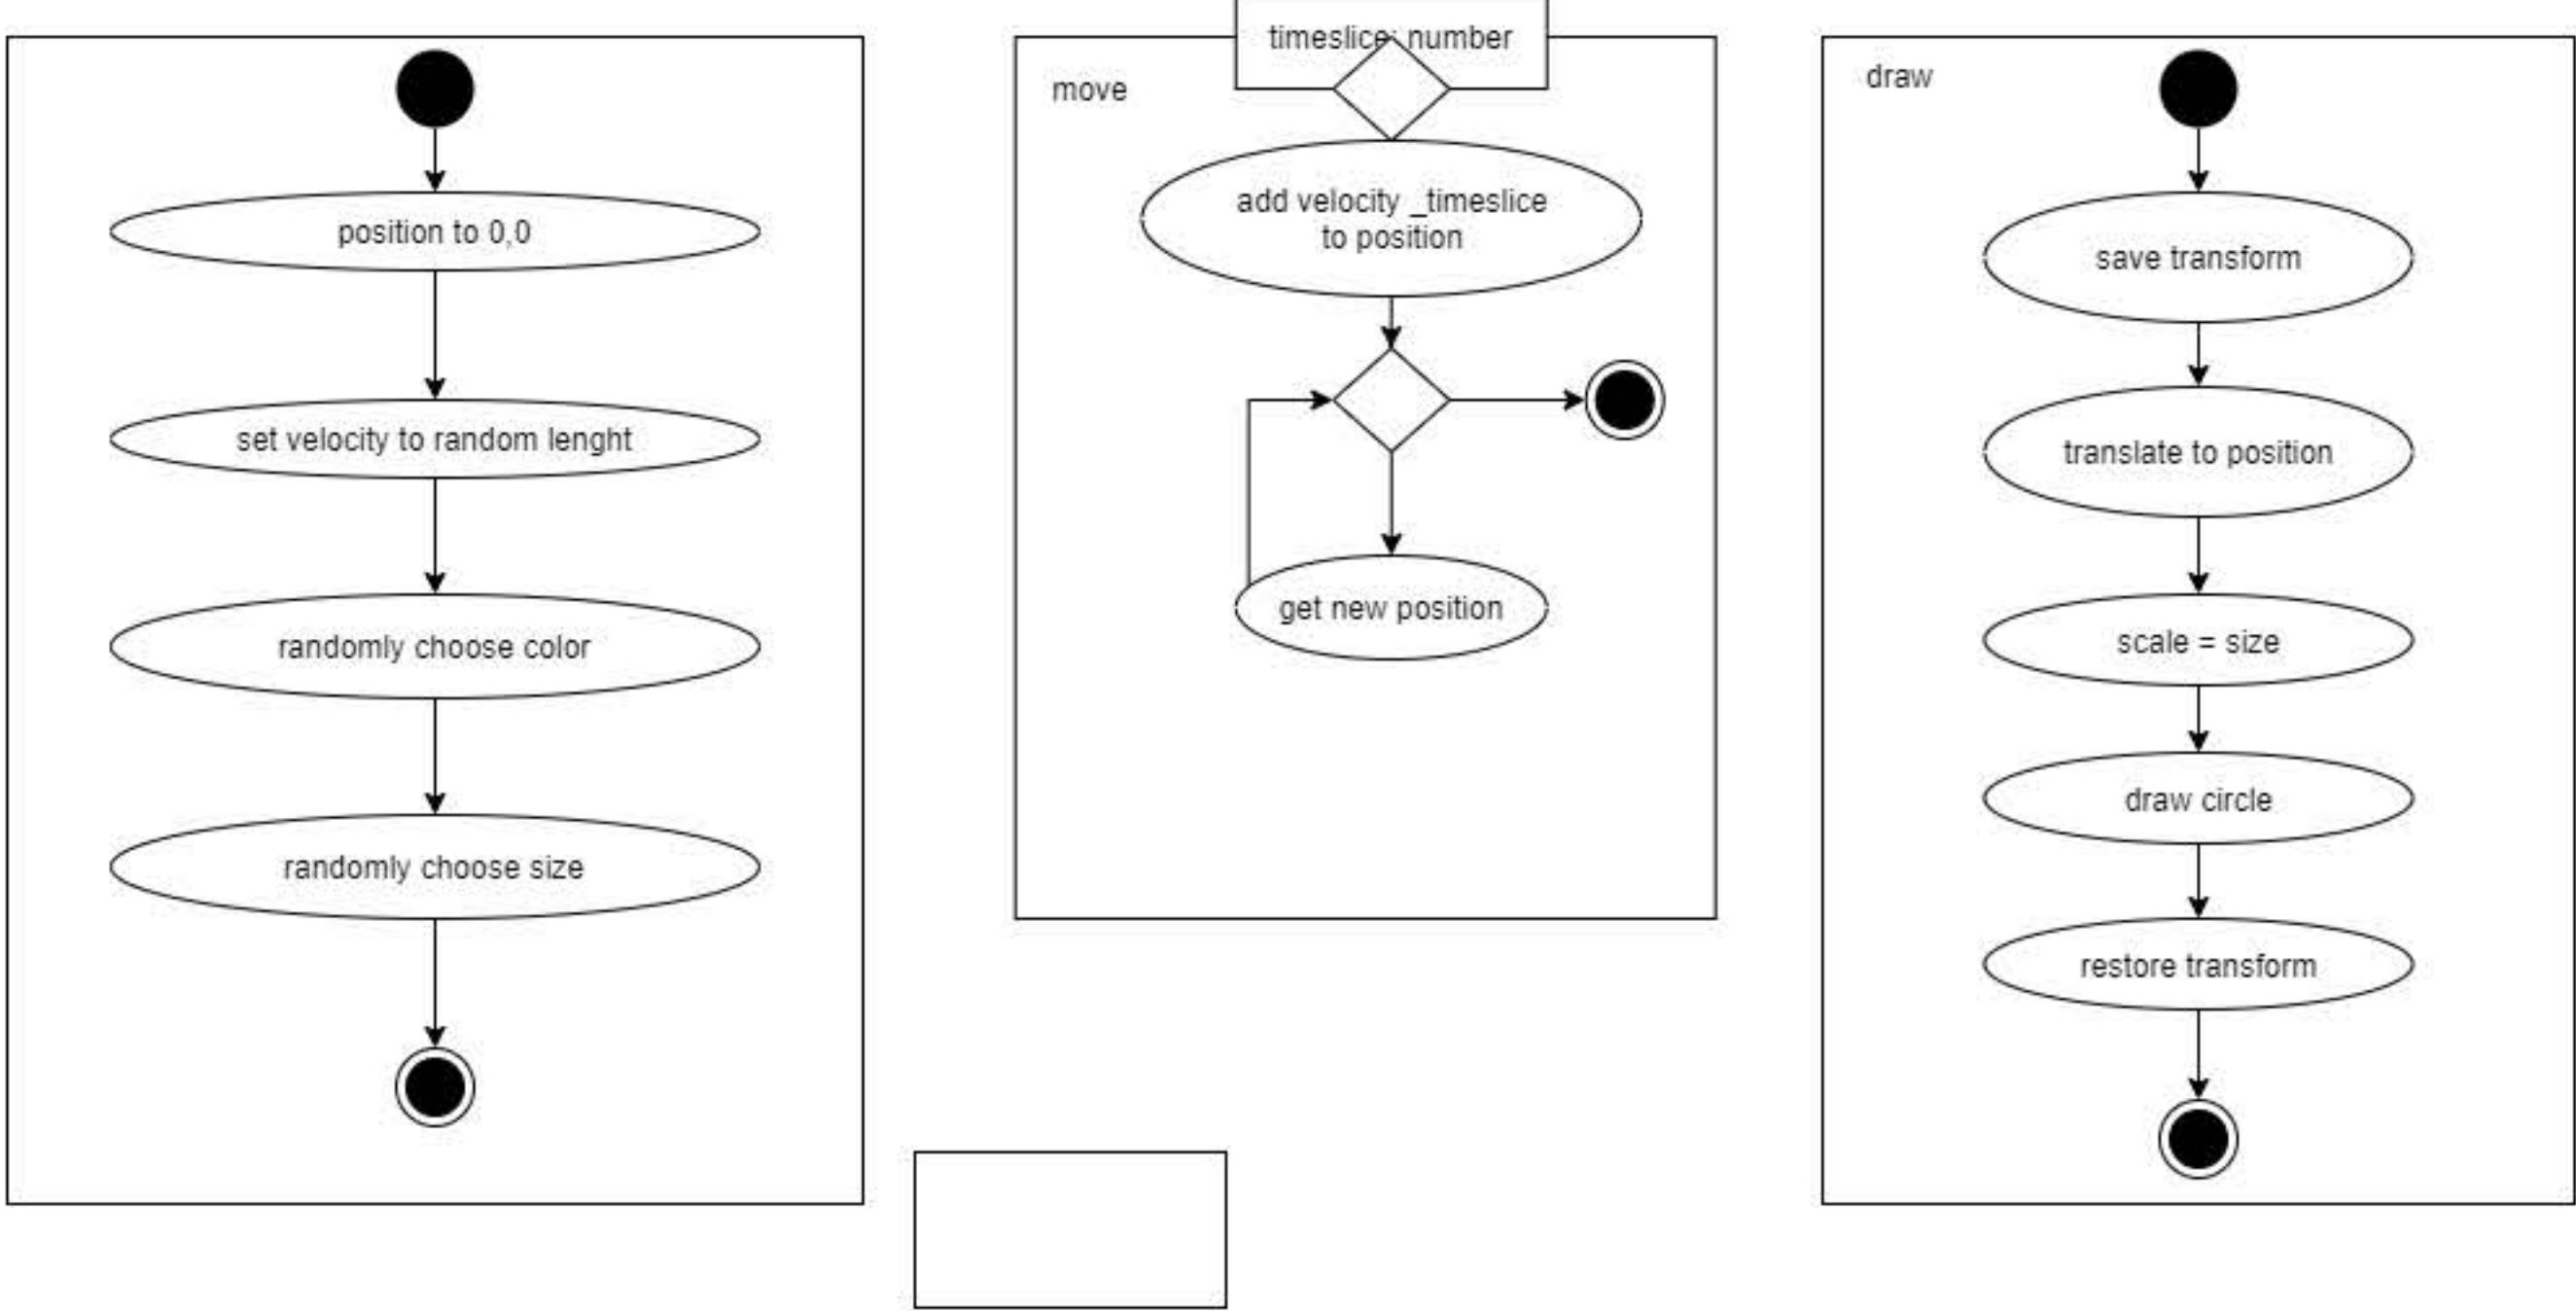 position to 0,0
set velocity to random lenght
randomly choose color
randomly choose size
timeslice: number
move
add velocity _timeslice
to position
get new position
draw
save transform
translate to position
scale = size
draw circle
restore transform